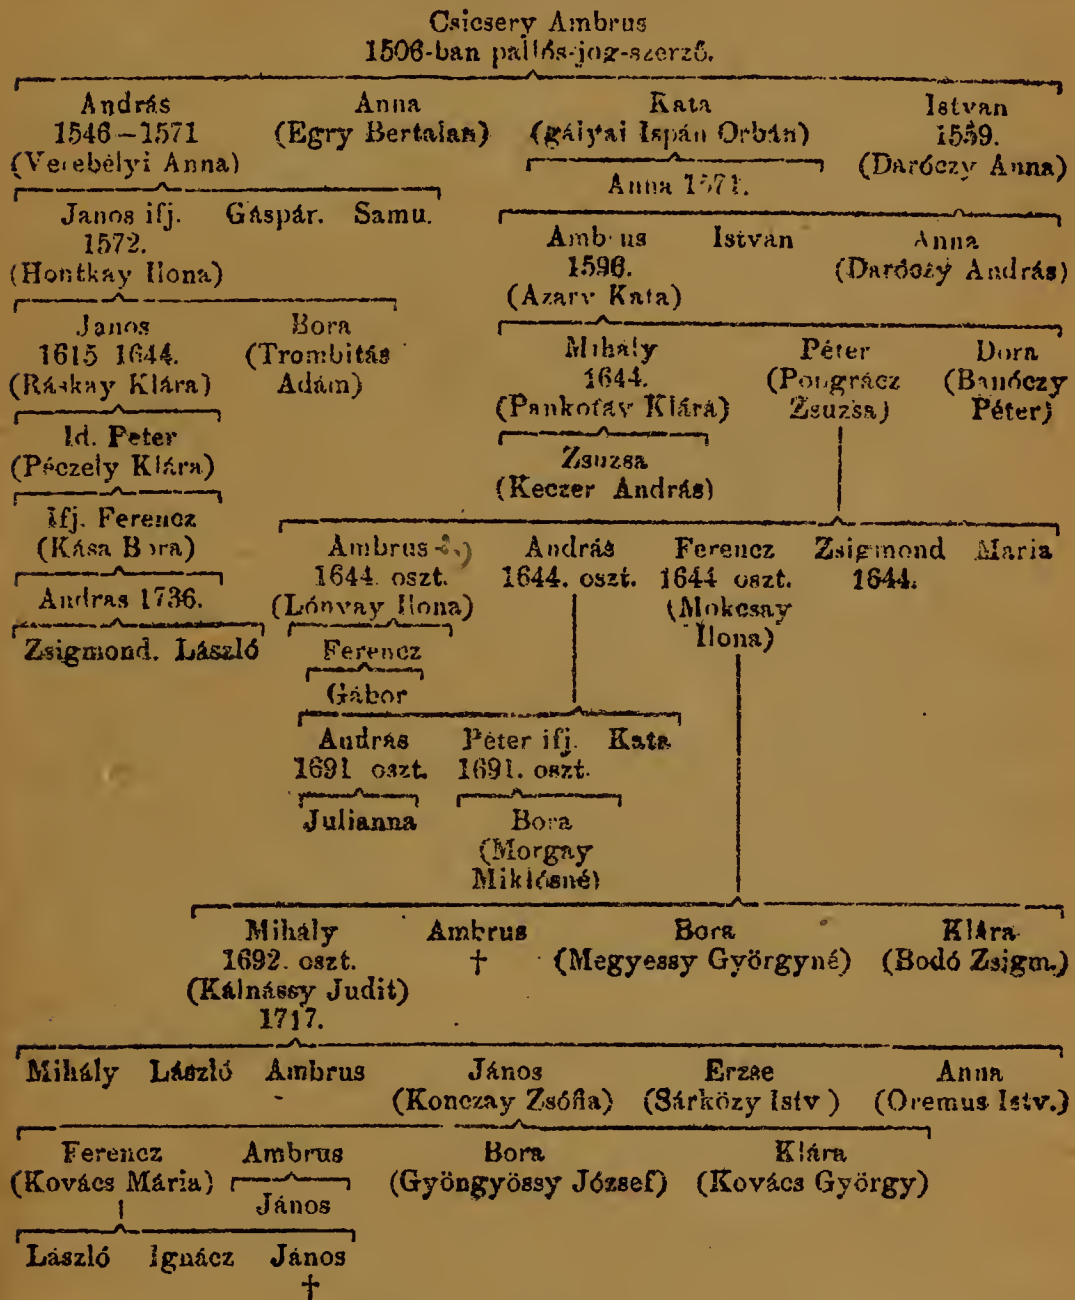 Csicsery Ambrus
1506-ban pallós-jog-szerző.
András Anna Kata Istvan
1546–1571 (Egry Bertalan) (gályai Ispán Orbán) 1559.
(Verebélyi Anna) (Daróczy Anna)
Anna 1571.
Janos ifj. Gáspár. Samu.
1572.
(Hontkay Ilona)
Ambrus István Anna
1596. (Daróczy András)
(Azary Kata)
Janos Bora
1615 1644. (Trombitás
(Ráskay Klára) Adám)
Mihály Péter Dora
1644. (Pongrácz (Banóczy
(Pankotay Klára) Zsuzsa) Péter)
Id. Peter
(Péczely Klára)
Zsuzsa
(Keczer András)
Ifj. Ferencz
(Kása Bora)
Ambrus András Ferencz Zsigmond Maria
1644. oszt. 1644. oszt. 1644 oszt. 1644.
(Lónyay Ilona) (Mokcsay
Ilona)
Andras 1736.
Zsigmond. László
Ferencz
Gábor
András Péter ifj. Kata
1691 oszt. 1691. oszt.
Julianna Bora
(Morgay
Miklósné)
Mihály Ambrus Bora Klára
1692. oszt. † (Megyessy Györgyné) (Bodó Zsigm.)
(Kálnássy Judit)
1717.
Mihály László Ambrus János Erzse Anna
(Konczay Zsófia) (Sárközy Istv) (Oremus Istv.)
Ferencz Ambrus Bora Klára
(Kovács Mária) (Gyöngyössy József) (Kovács György)
János
László Ignácz János
†